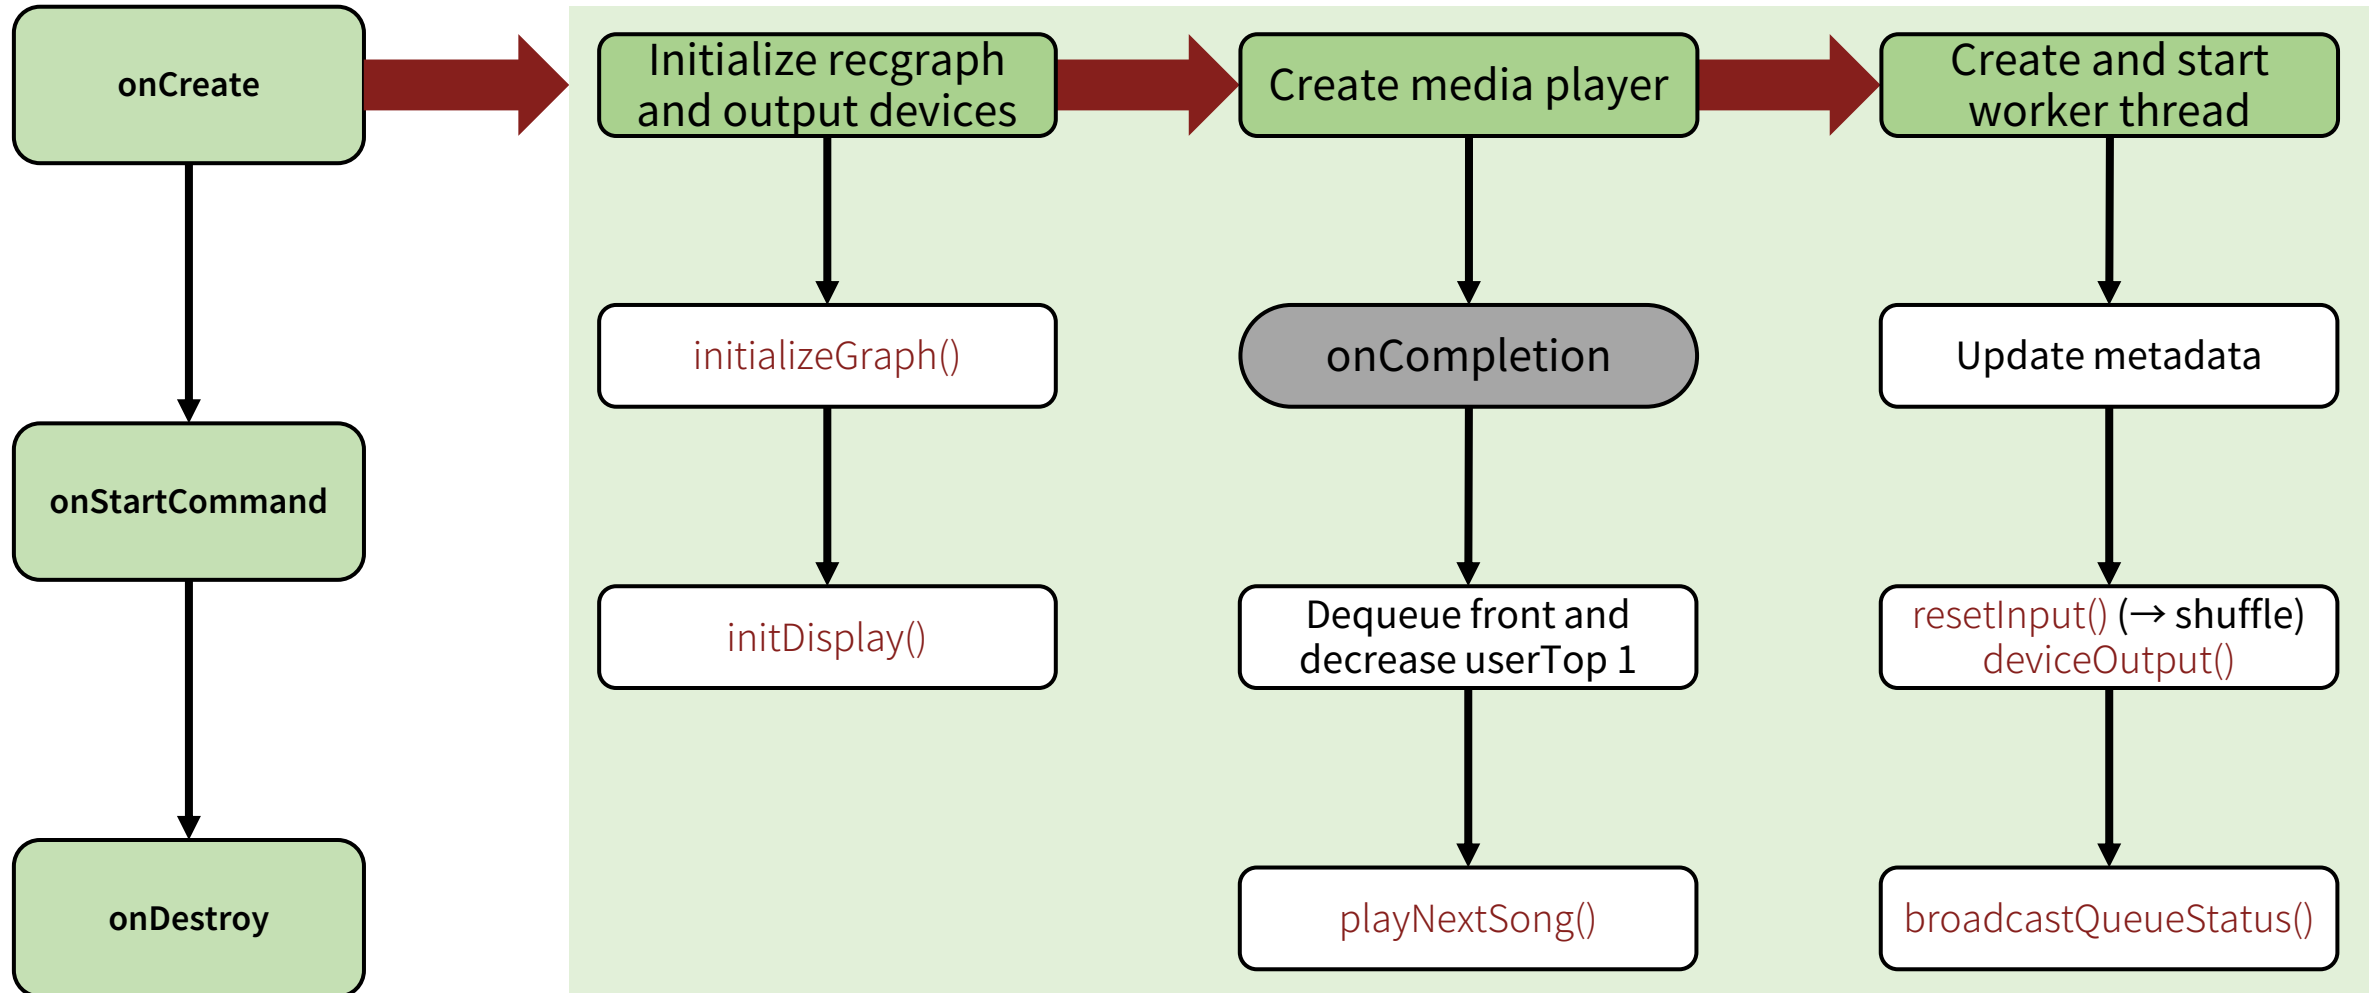 onCreate
onStartCommand
onDestroy
Initialize recgraph
and output devices
initializeGraph()
initDisplay()
Create media player
onCompletion
Dequeue front and
decrease userTop 1
playNextSong()
Create and start
worker thread
Update metadata
resetInput() (→ shuffle)
deviceOutput()
broadcastQueueStatus()